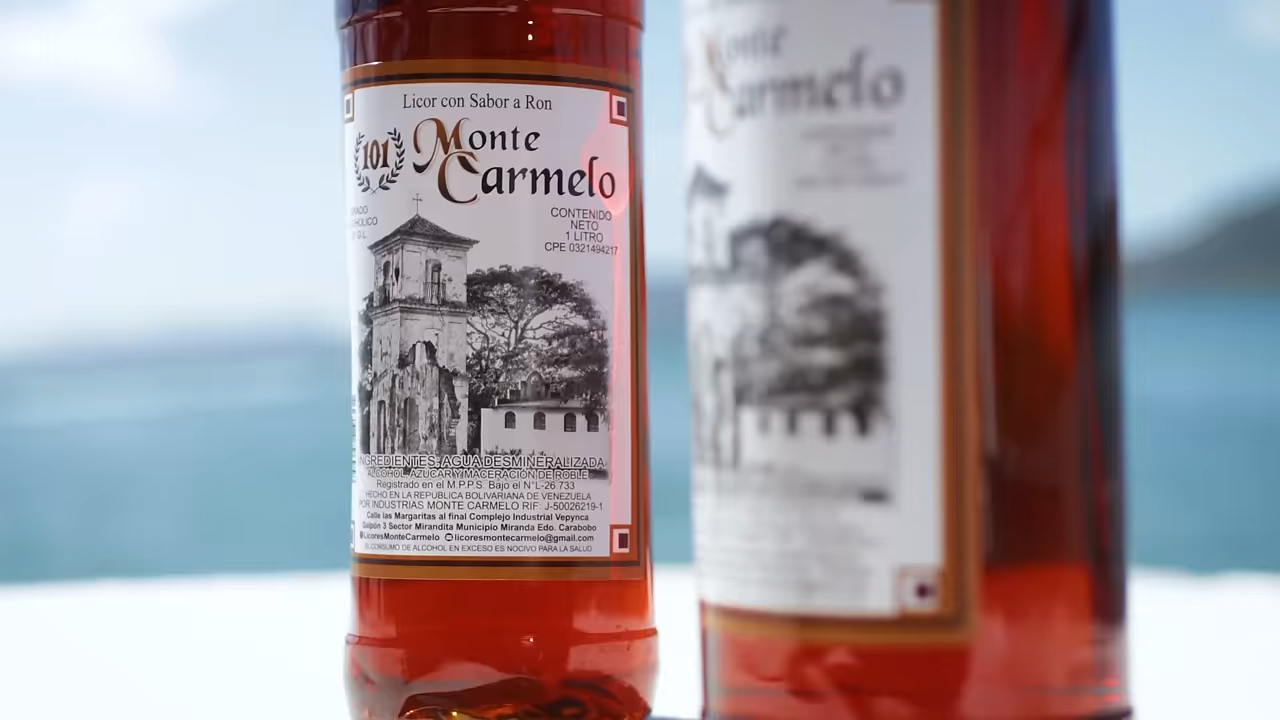 Licor con Sabor a Ron
101
Monte
Carmelo
CONTENIDO
NETO
1 LITRO
CPE 0321494217
INGREDIENTES: AGUA DESMINERALIZADA,
ALCOHOL, AZUCAR Y MACERACIÓN DE ROBLE
Registrado en el M.P.P.S. Bajo el N°L-26.733
HECHO EN LA REPUBLICA BOLIVARIANA DE VENEZUELA
POR INDUSTRIAS MONTE CARMELO RIF: J-50026219-1
Calle las Margaritas al final Complejo Industrial Vepynca
3 Sector Mirandita Municipio Miranda Edo. Carabobo
LicoresMonteCarmelo licoresmontecarmelo@gmail.com
EL CONSUMO DE ALCOHOL EN EXCESO ES NOCIVO PARA LA SALUD
Monte
Carmelo